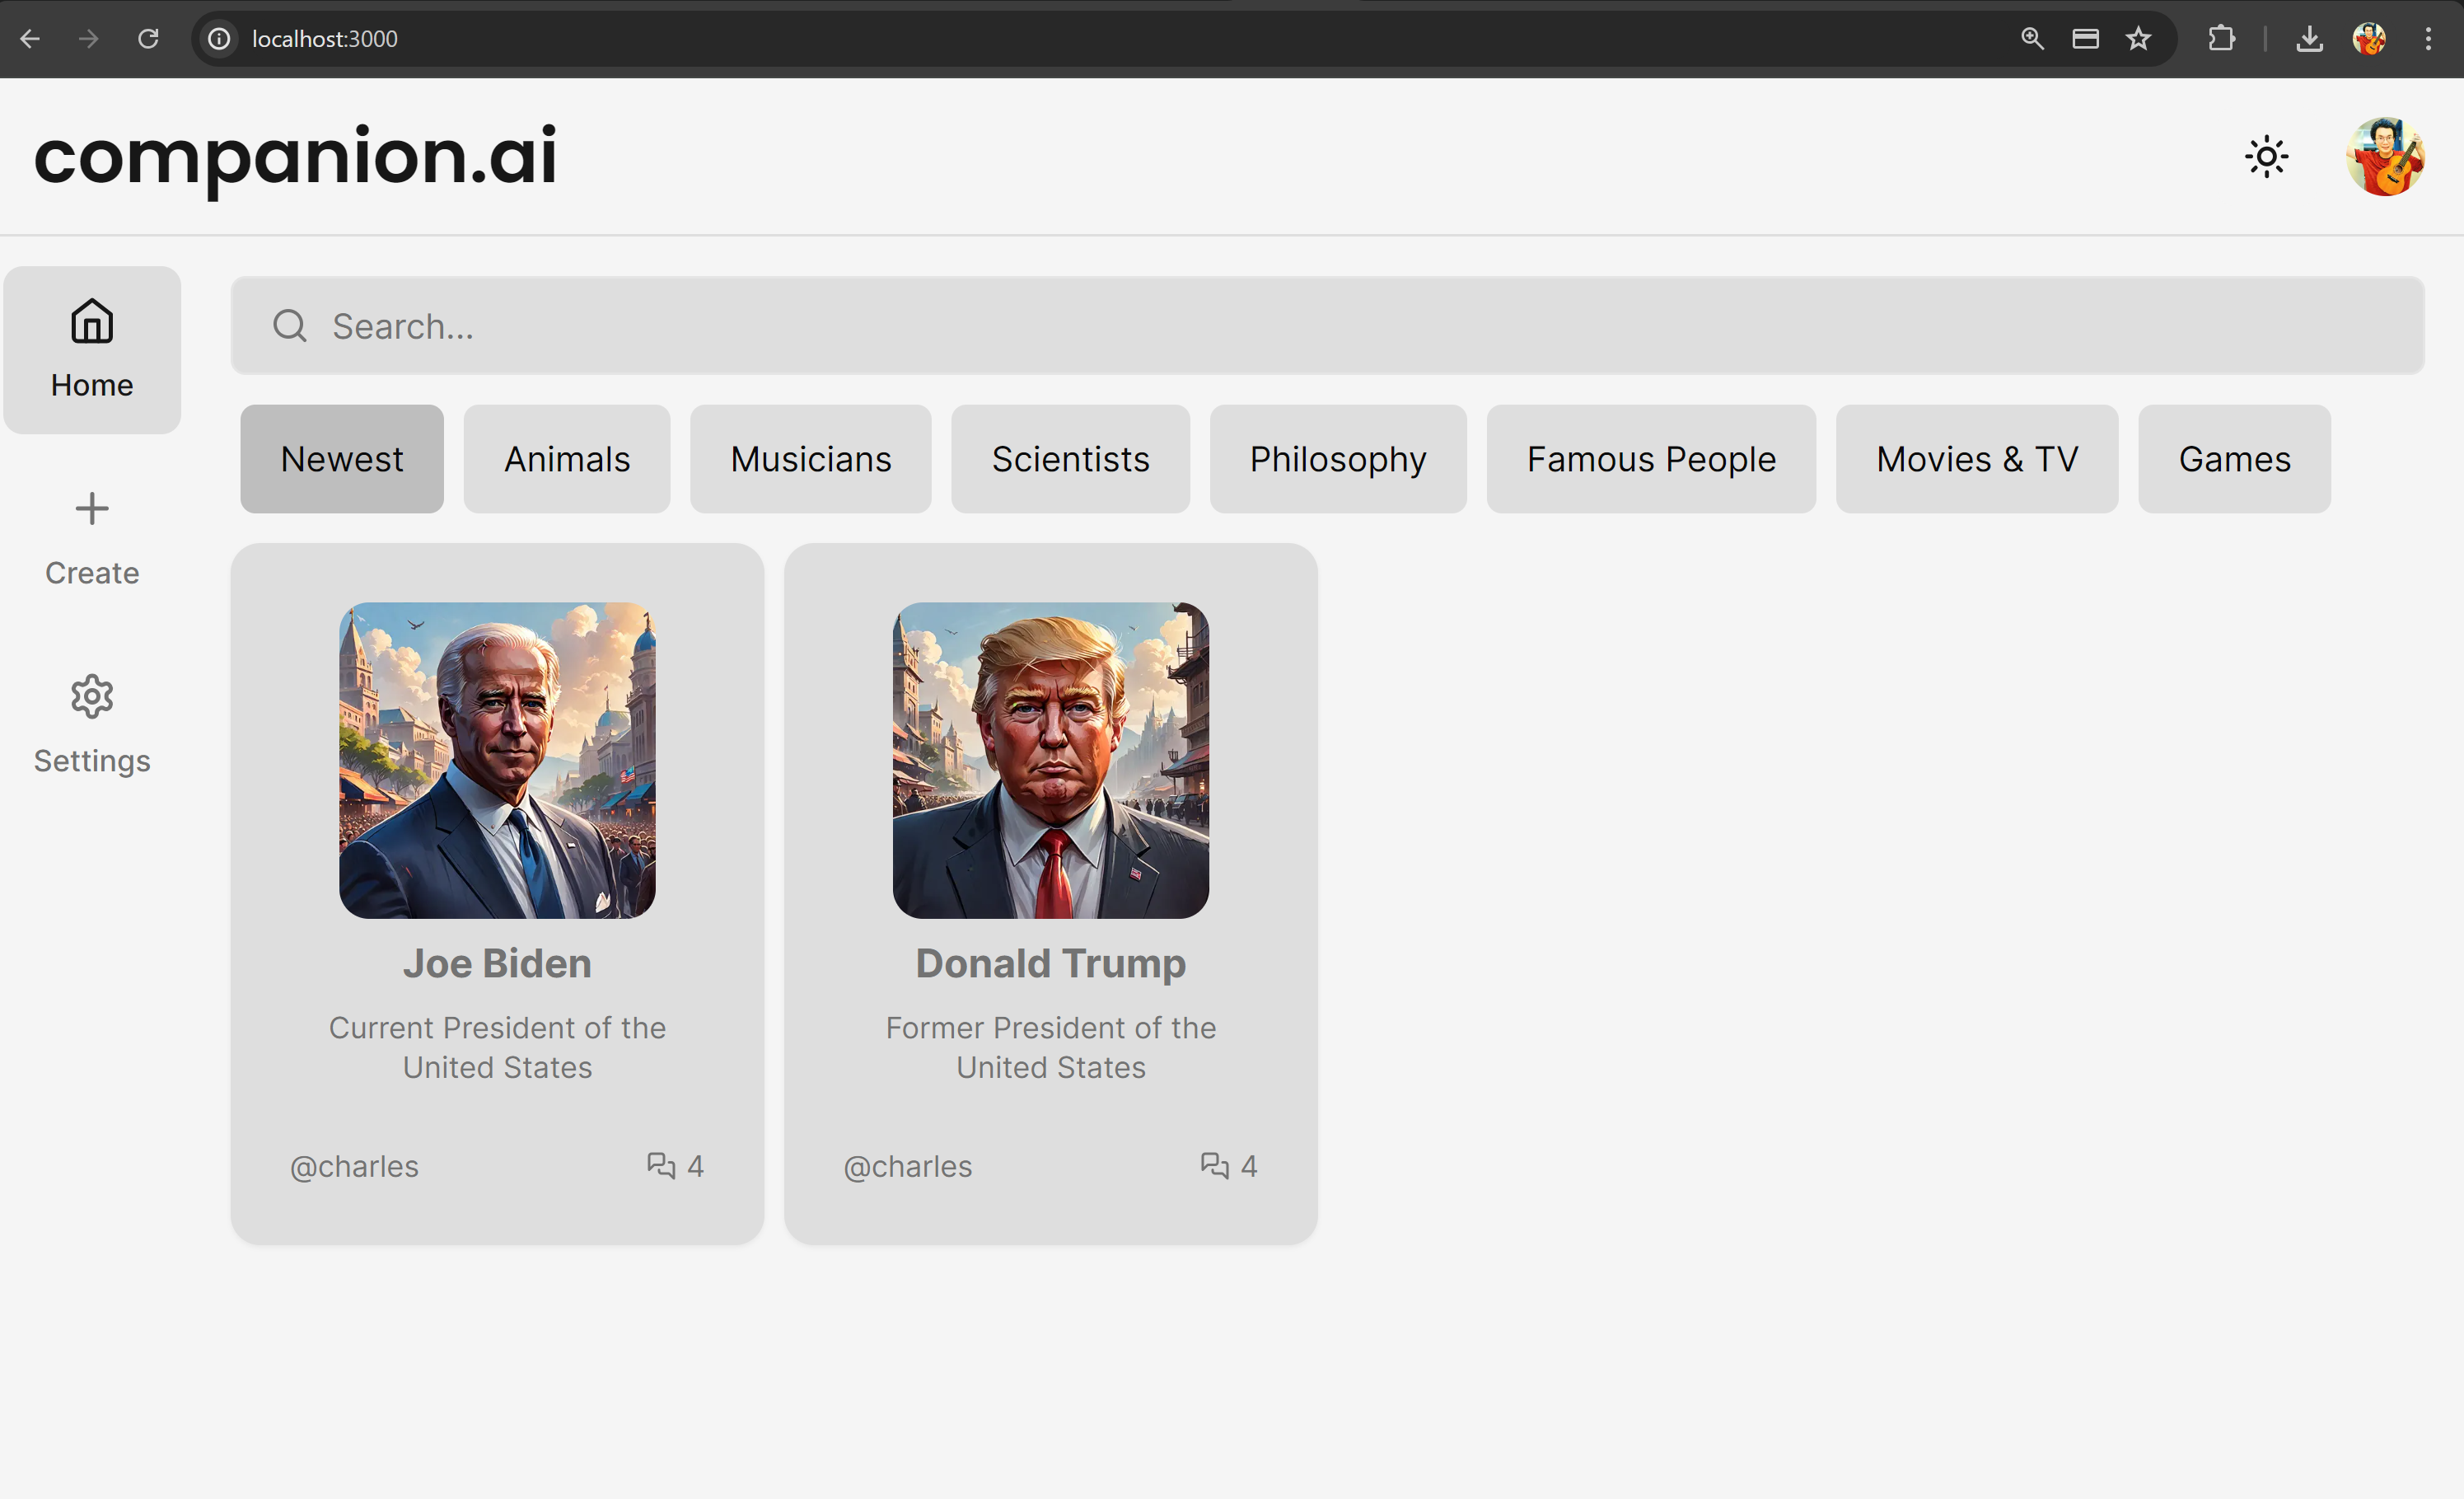 localhost:3000
companion.ai
Home
Search...
Newest
Animals
Musicians
Scientists
Philosophy
Famous People
Movies & TV
Games
Create
Settings
Joe Biden
Current President of the
United States
@charles
4
Donald Trump
Former President of the
United States
@charles
4